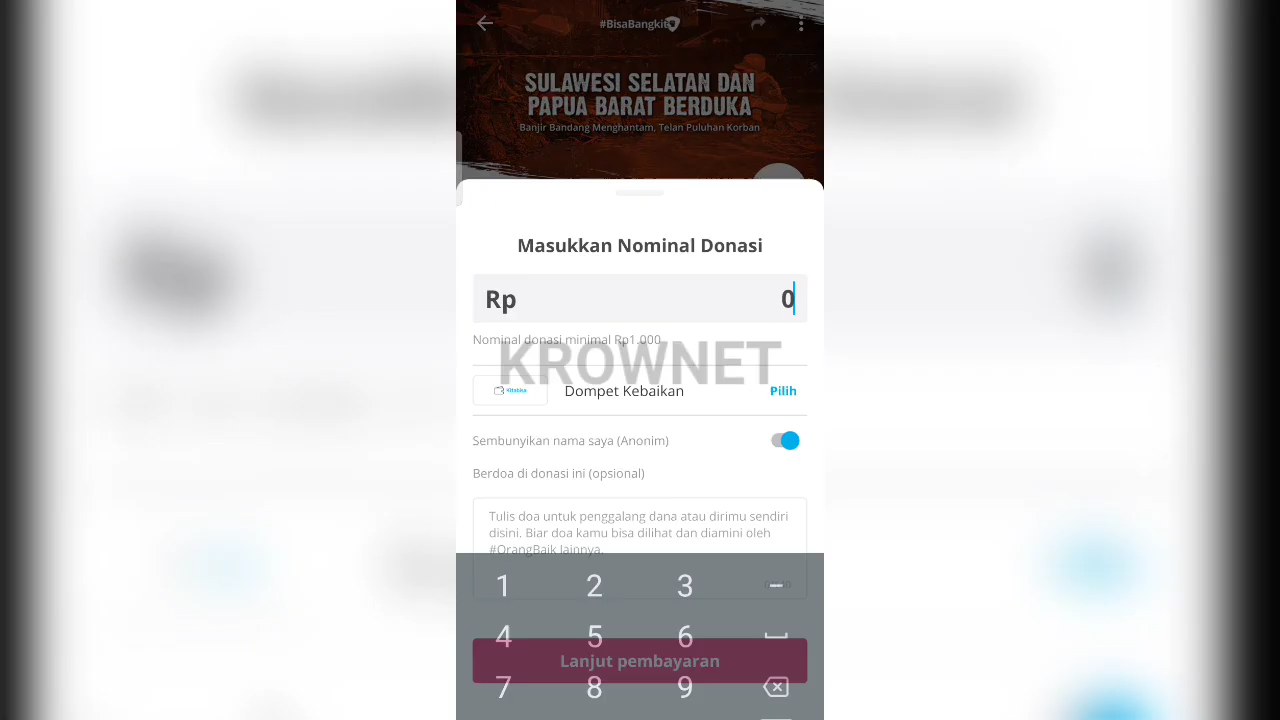 #BisaBangkit
SULAWESI SELATAN DAN
PAPUA BARAT BERDUKA
Banjir Bandang Menghantam, Telan Puluhan Korban
Masukkan Nominal Donasi
Rp 0
Nominal donasi minimal Rp1.000
KROWNET
kitabisa Dompet Kebaikan Pilih
Sembunyikan nama saya (Anonim)
Berdoa di donasi ini (opsional)
Tulis doa untuk penggalang dana atau dirimu sendiri
disini. Biar doa kamu bisa dilihat dan diamini oleh
#OrangBaik lainnya.
1 2 3 –
4 5 6
Lanjut pembayaran
7 8 9